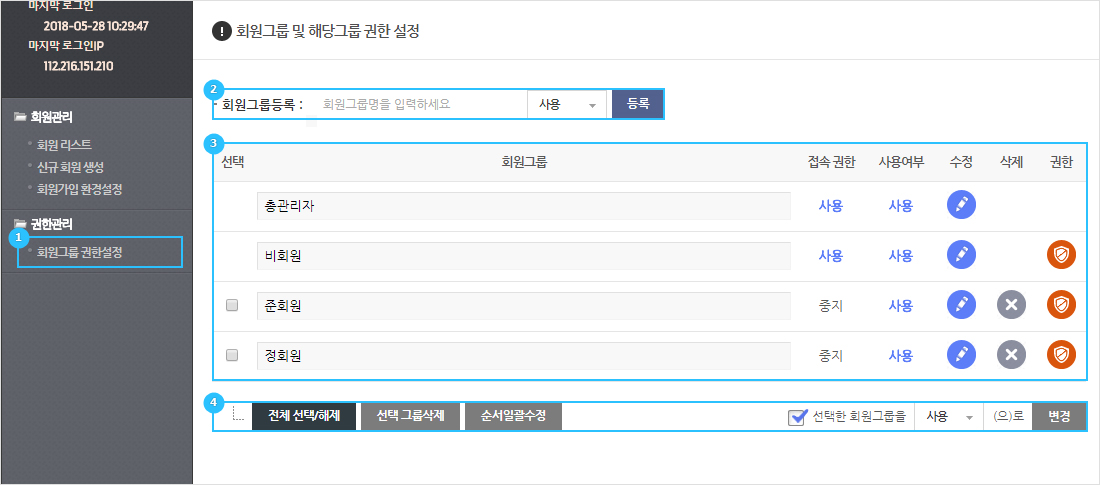 마지막 로그인
2018-05-28 10:29:47
마지막 로그인IP
112.216.151.210
회원관리
회원 리스트
신규 회원 생성
회원가입 환경설정
권한관리
1
회원그룹 권한설정
! 회원그룹 및 해당그룹 권한 설정
2
회원그룹등록 : 회원그룹명을 입력하세요 사용 등록
3
선택 회원그룹 접속 권한 사용여부 수정 삭제 권한
총관리자 사용 사용
비회원 사용 사용
준회원 중지 사용
정회원 중지 사용
4
전체 선택/해제 선택 그룹삭제 순서일괄수정 선택한 회원그룹을 사용 (으)로 변경